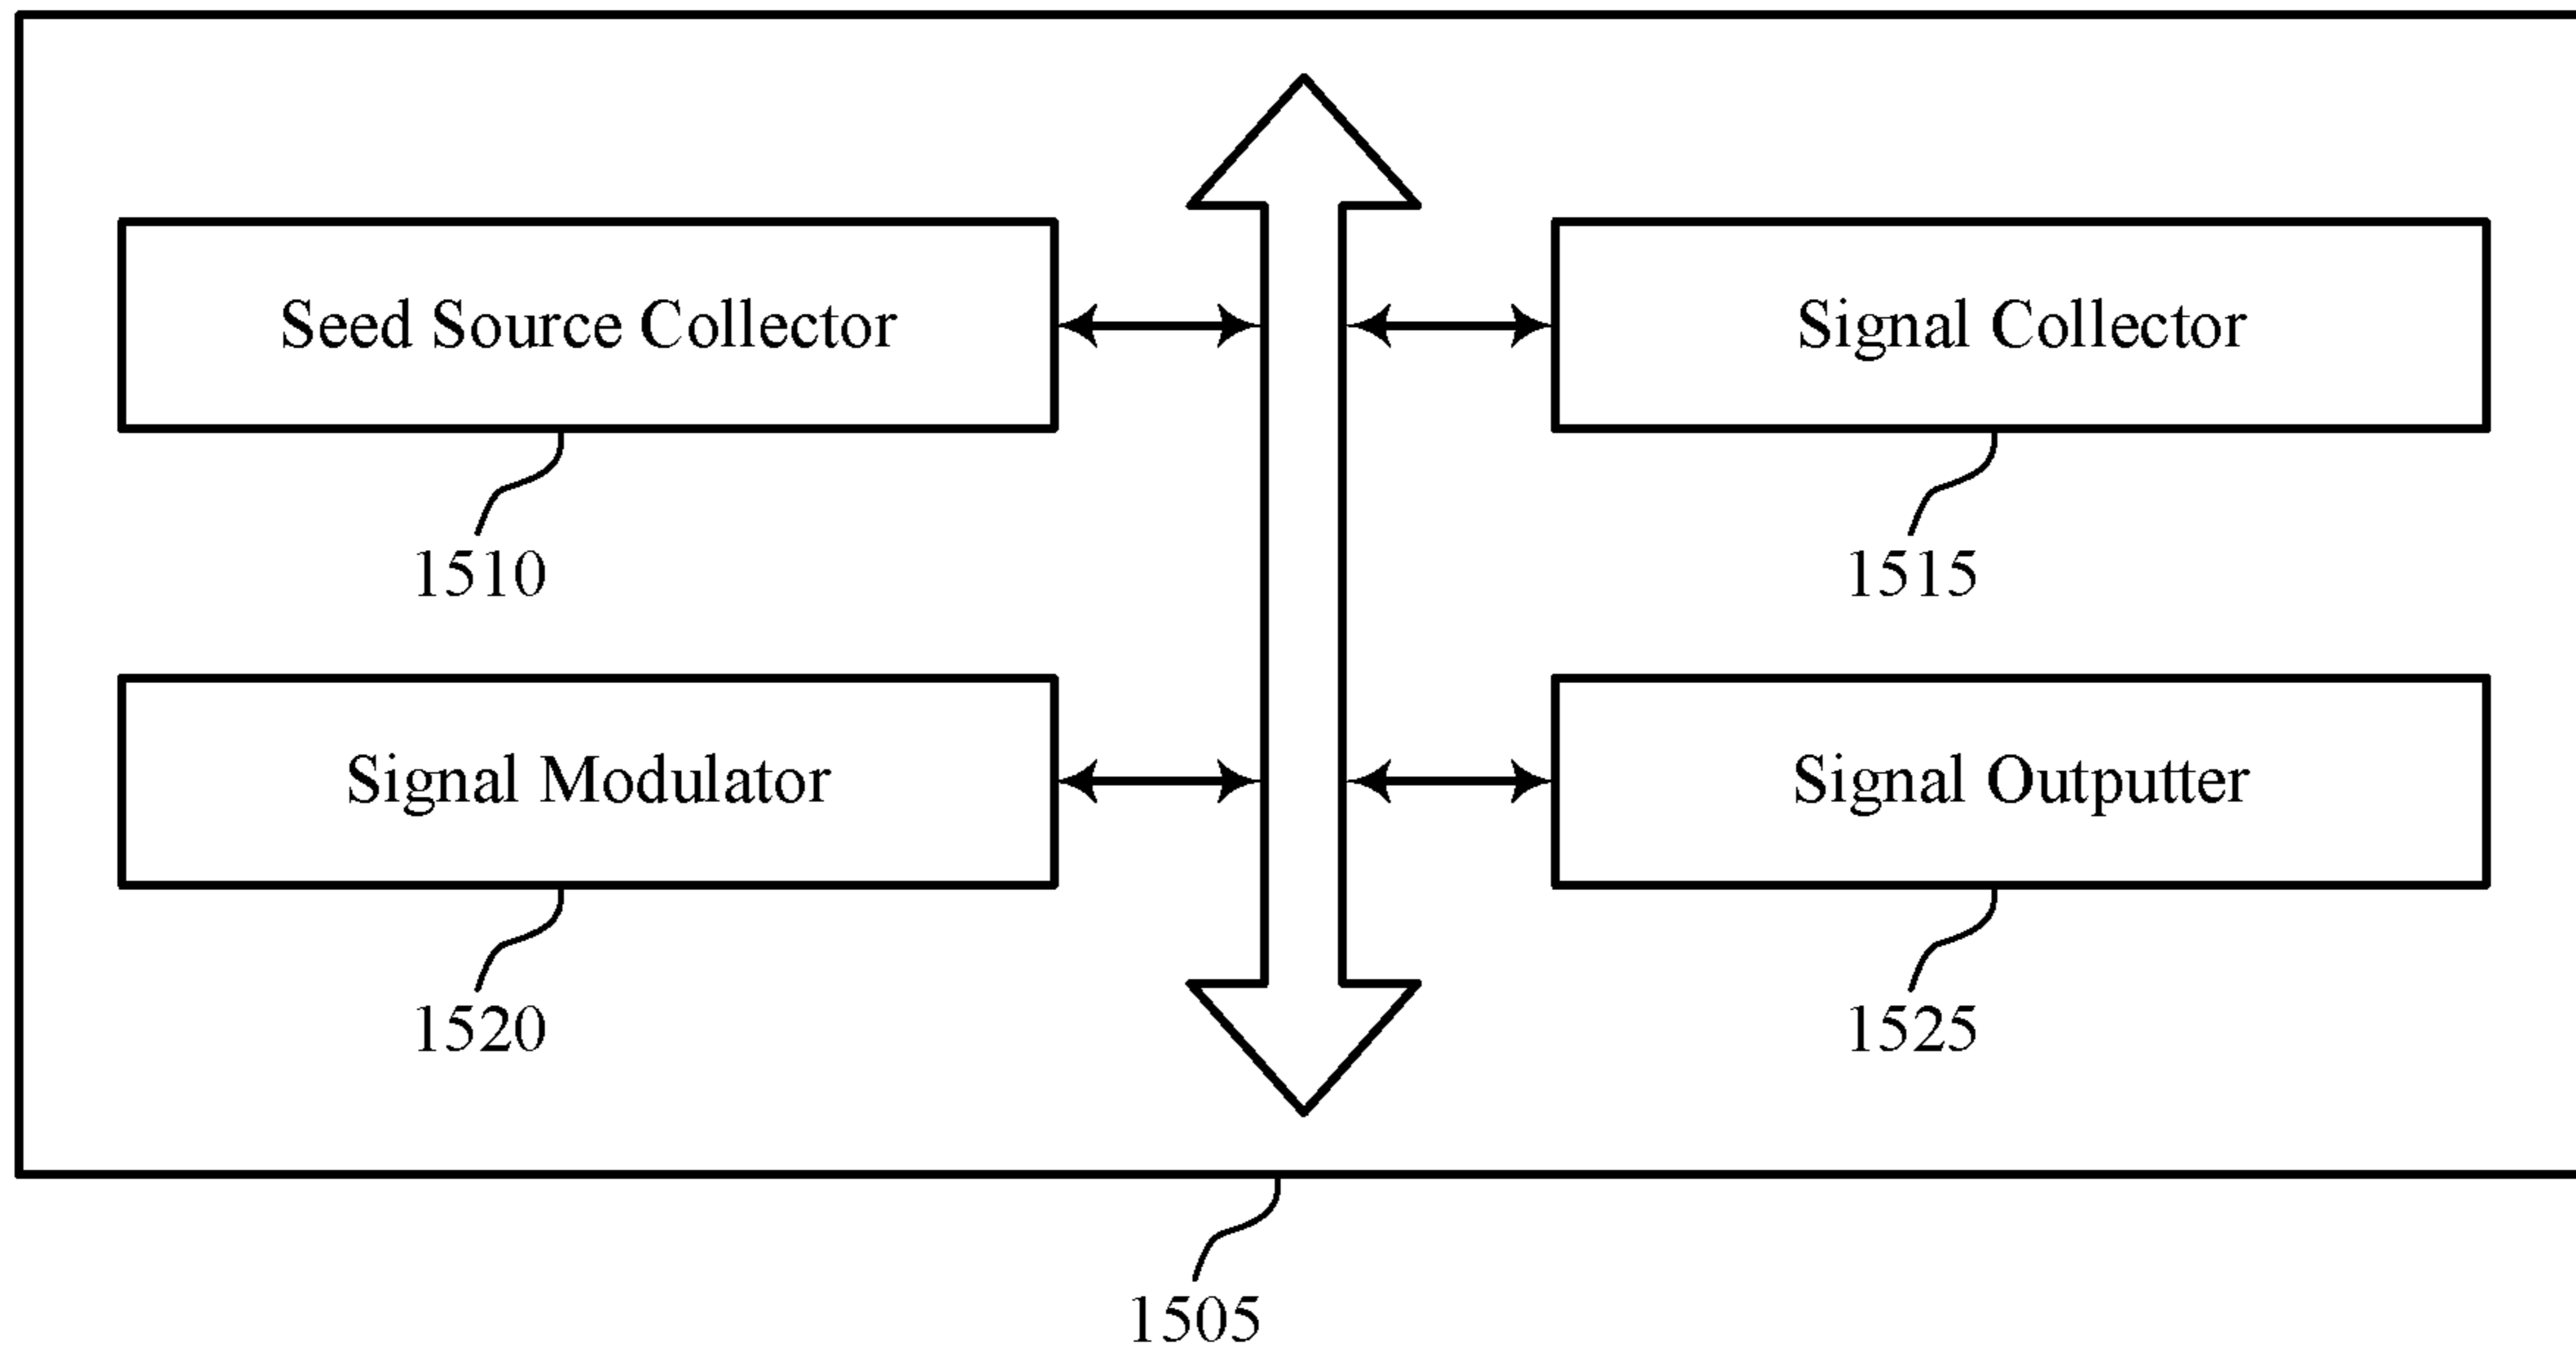 Seed Source Collector
Signal Collector
1510
1515
Signal Modulator
Signal Outputter
1520
1525
1505